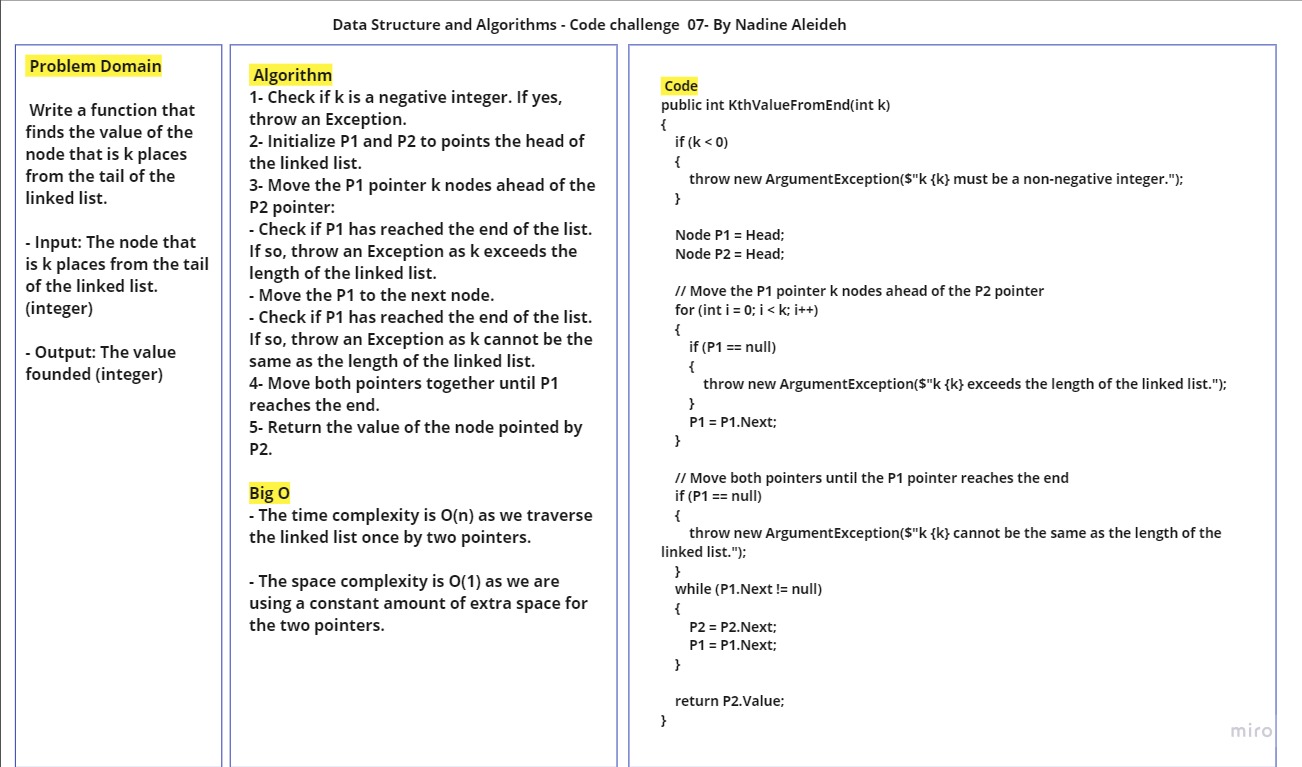 Data Structure and Algorithms - Code challenge  07- By Nadine Aleideh
Problem Domain
Write a function that
finds the value of the
node that is k places
from the tail of the
linked list.
- Input: The node that
is k places from the tail
of the linked list.
(integer)
- Output: The value
founded (integer)
Algorithm
1- Check if k is a negative integer. If yes,
throw an Exception.
2- Initialize P1 and P2 to points the head of
the linked list.
3- Move the P1 pointer k nodes ahead of the
P2 pointer:
- Check if P1 has reached the end of the list.
If so, throw an Exception as k exceeds the
length of the linked list.
- Move the P1 to the next node.
- Check if P1 has reached the end of the list.
If so, throw an Exception as k cannot be the
same as the length of the linked list.
4- Move both pointers together until P1
reaches the end.
5- Return the value of the node pointed by
P2.
Big O
- The time complexity is O(n) as we traverse
the linked list once by two pointers.
- The space complexity is O(1) as we are
using a constant amount of extra space for
the two pointers.
Code
public int KthValueFromEnd(int k)
{
if (k < 0)
{
throw new ArgumentException($"k {k} must be a non-negative integer.");
}
Node P1 = Head;
Node P2 = Head;
// Move the P1 pointer k nodes ahead of the P2 pointer
for (int i = 0; i < k; i++)
{
if (P1 == null)
{
throw new ArgumentException($"k {k} exceeds the length of the linked list.");
}
P1 = P1.Next;
}
// Move both pointers until the P1 pointer reaches the end
if (P1 == null)
{
throw new ArgumentException($"k {k} cannot be the same as the length of the
linked list.");
}
while (P1.Next != null)
{
P2 = P2.Next;
P1 = P1.Next;
}
return P2.Value;
}
miro